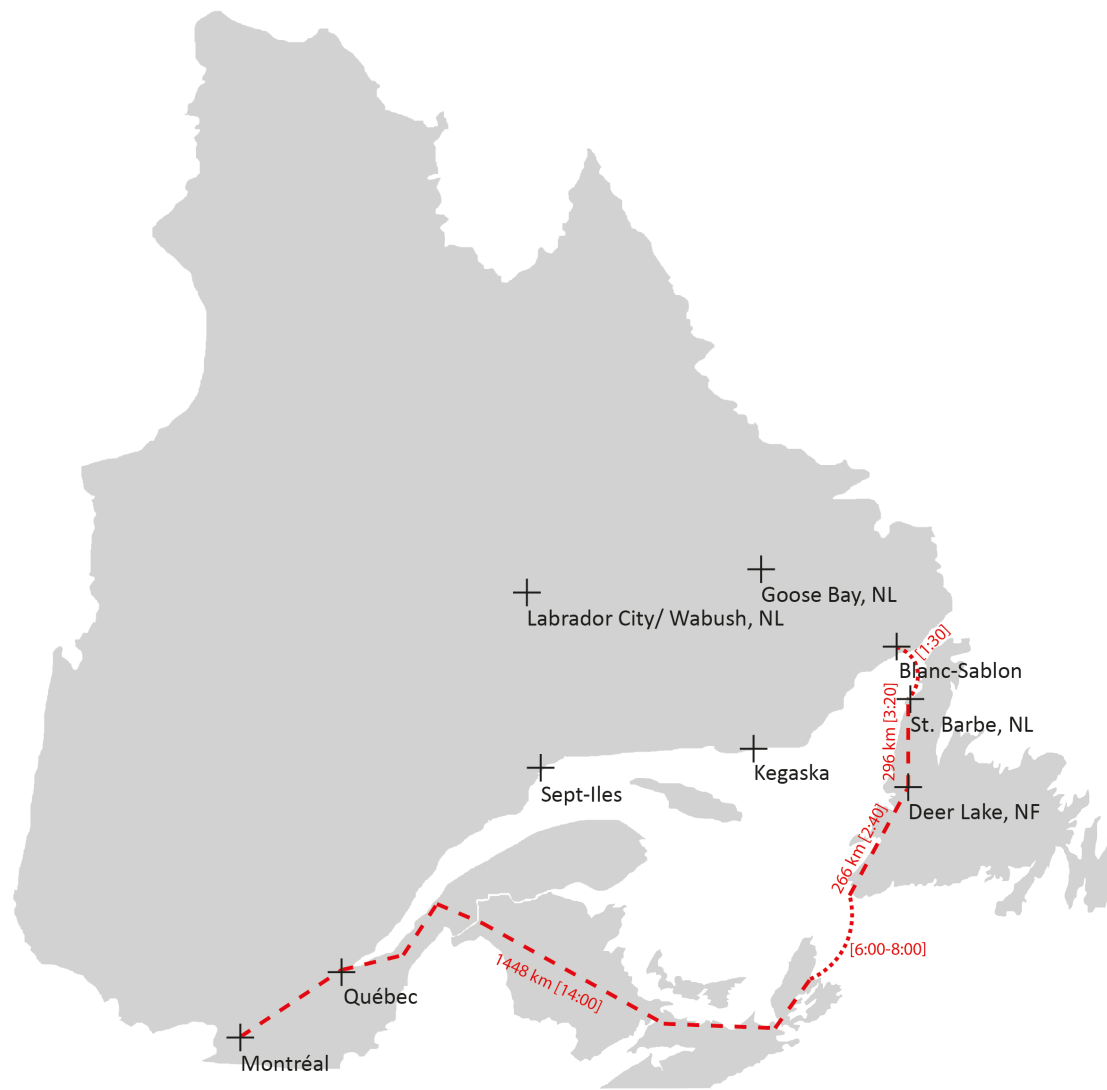 Goose Bay, NL
Labrador City/ Wabush, NL
[1:30]
Blanc-Sablon
296 km [3:20]
St. Barbe, NL
Kegaska
Sept-Iles
Deer Lake, NF
266 km [2:40]
[6:00-8:00]
1448 km [14:00]
Québec
Montréal